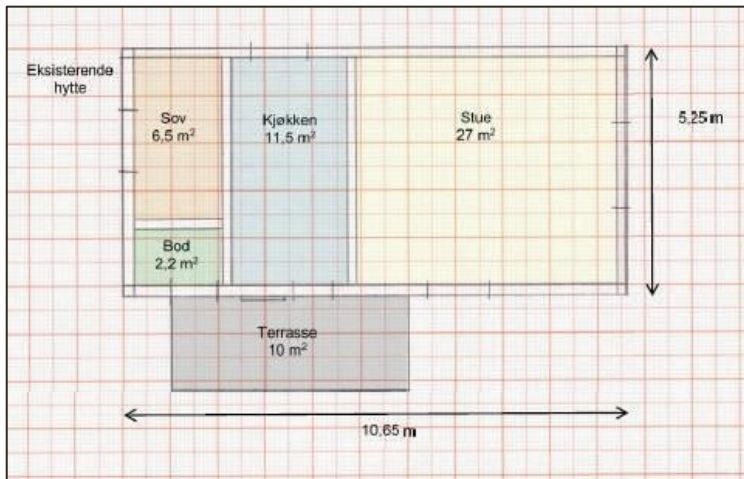 Eksisterende
hytte
Sov
6,5 m²
Kjøkken
11,5 m²
Stue
27 m²
5,25 m
Bod
2,2 m²
Terrasse
10 m²
10,65 m